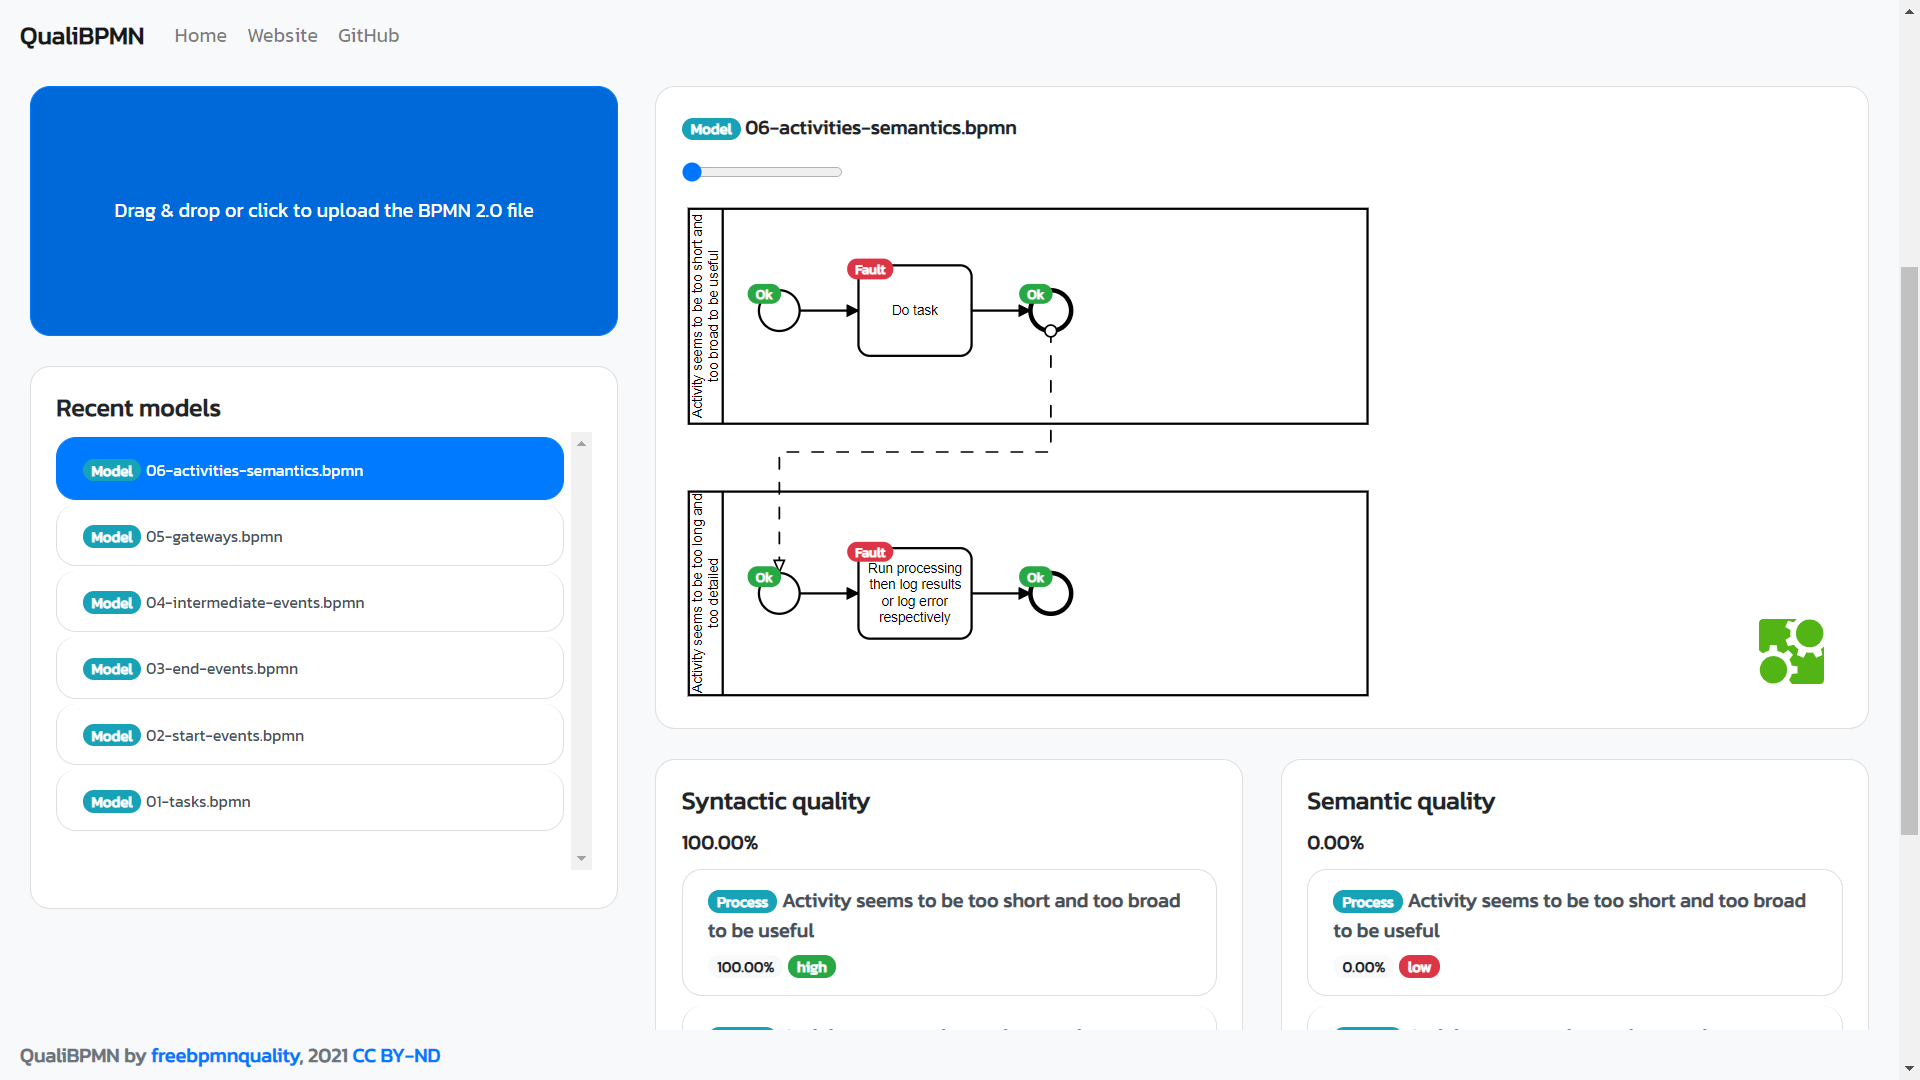 QualiBPMN Home Website GitHub
Drag & drop or click to upload the BPMN 2.0 file
Recent models
Model 06-activities-semantics.bpmn
Model 05-gateways.bpmn
Model 04-intermediate-events.bpmn
Model 03-end-events.bpmn
Model 02-start-events.bpmn
Model 01-tasks.bpmn
Model 06-activities-semantics.bpmn
Activity seems to be too short and
too broad to be useful
Ok
Fault
Do task
Ok
Activity seems to be too long and
too detailed
Ok
Fault
Run processing
then log results
or log error
respectively
Ok
Syntactic quality
100.00%
Process Activity seems to be too short and too broad
to be useful
100.00% high
Semantic quality
0.00%
Process Activity seems to be too short and too broad
to be useful
0.00% low
QualiBPMN by freebpmnquality, 2021 CC BY-ND